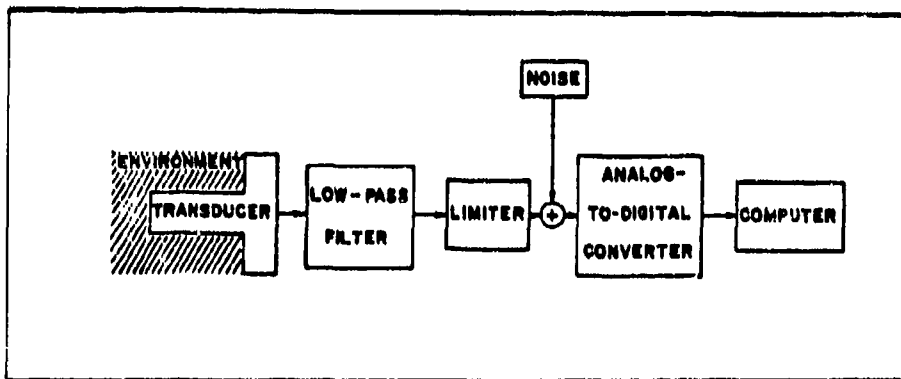 NOISE
ENVIRONMENT
TRANSDUCER
LOW-PASS
FILTER
LIMITER
+
ANALOG-
TO-DIGITAL
CONVERTER
COMPUTER